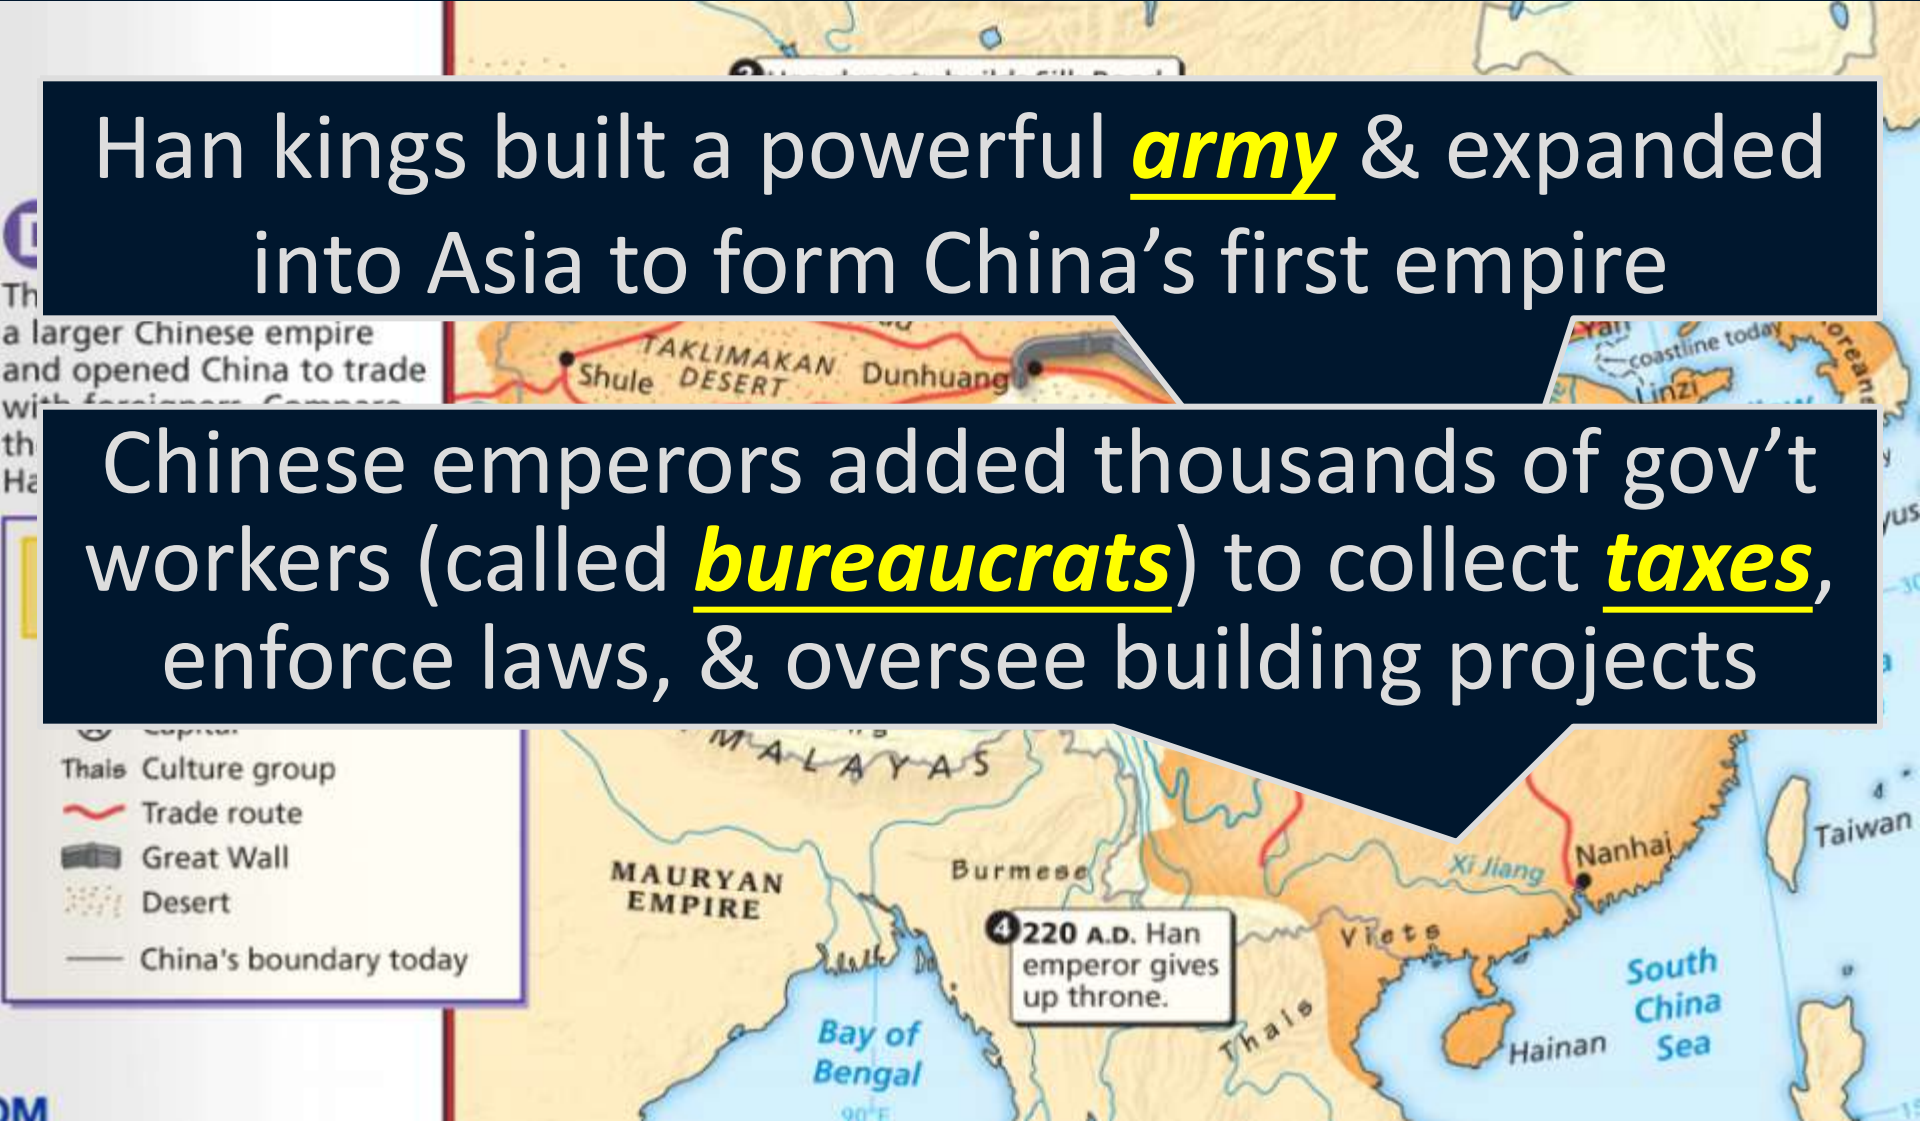 Han kings built a powerful army & expanded
into Asia to form China's first empire
a larger Chinese empire
and opened China to trade
TAKLIMAKAN
DESERT
Shule
Dunhuang
coastline today
Linzi
Chinese emperors added thousands of gov't
workers (called bureaucrats) to collect taxes,
enforce laws, & oversee building projects
Thais Culture group
Trade route
Great Wall
Desert
China's boundary today
MALAYAS
MAURYAN
EMPIRE
Burmese
4 220 A.D. Han
emperor gives
up throne.
Thais
Viets
Xi Jiang
Nanhai
Taiwan
Hainan
South
China
Sea
Bay of
Bengal
90°E